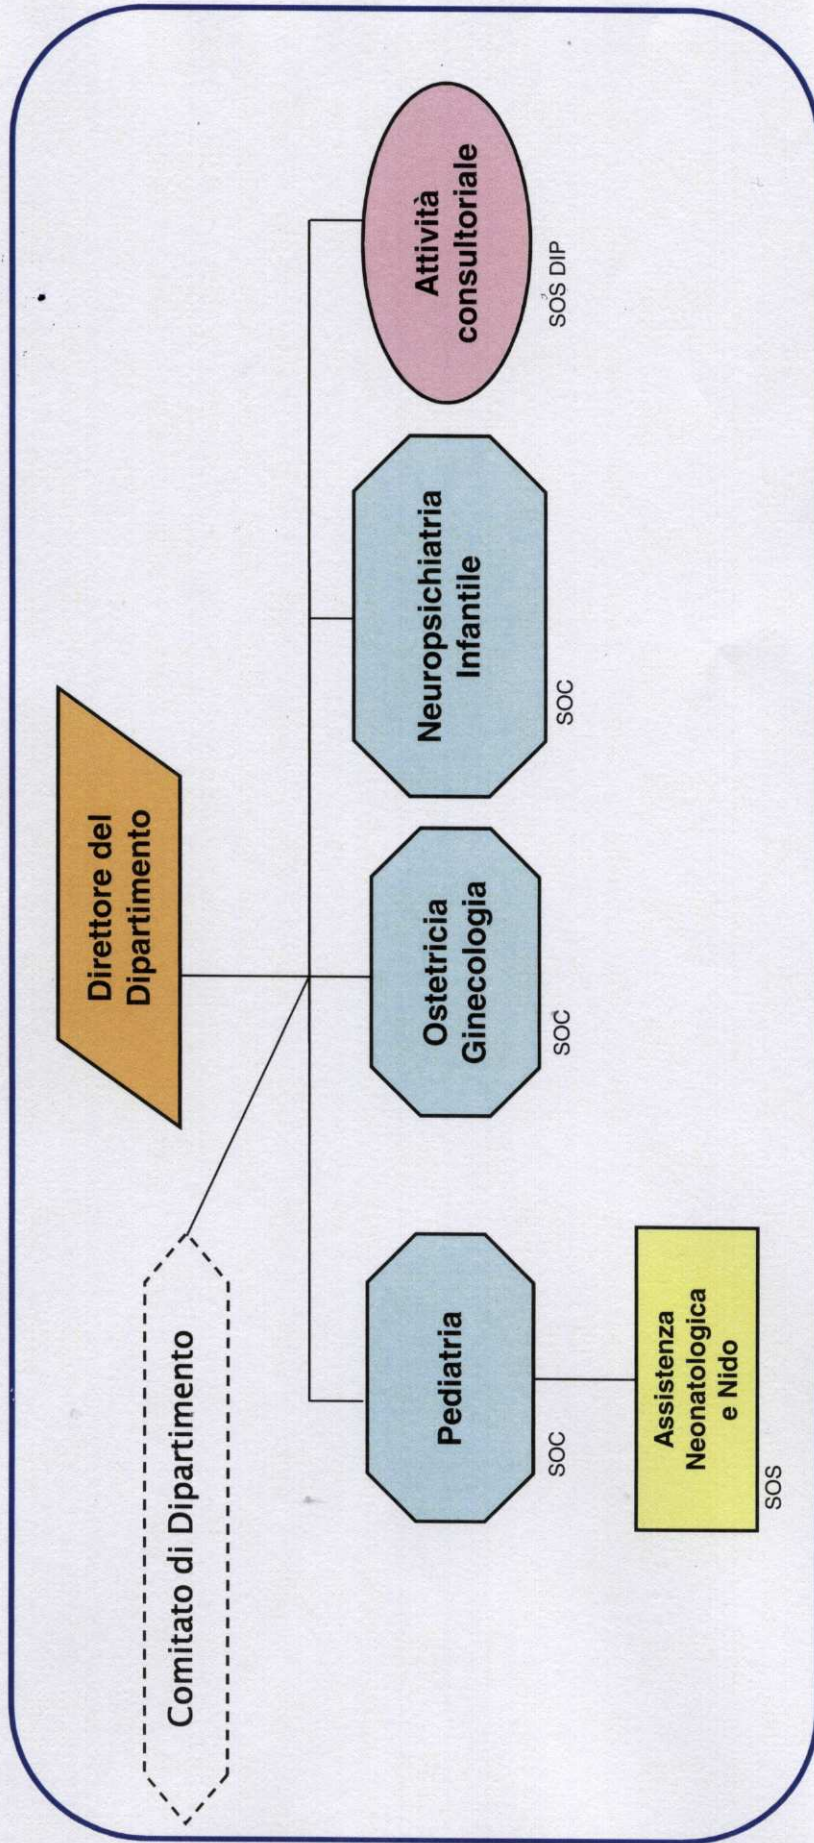 Direttore del
Dipartimento
Comitato di Dipartimento
Pediatria
SOC
Ostetricia
Ginecologia
SOC
Neuropsichiatria
Infantile
SOC
Attività
consultoriale
SOS DIP
Assistenza
Neonatologica
e Nido
SOS